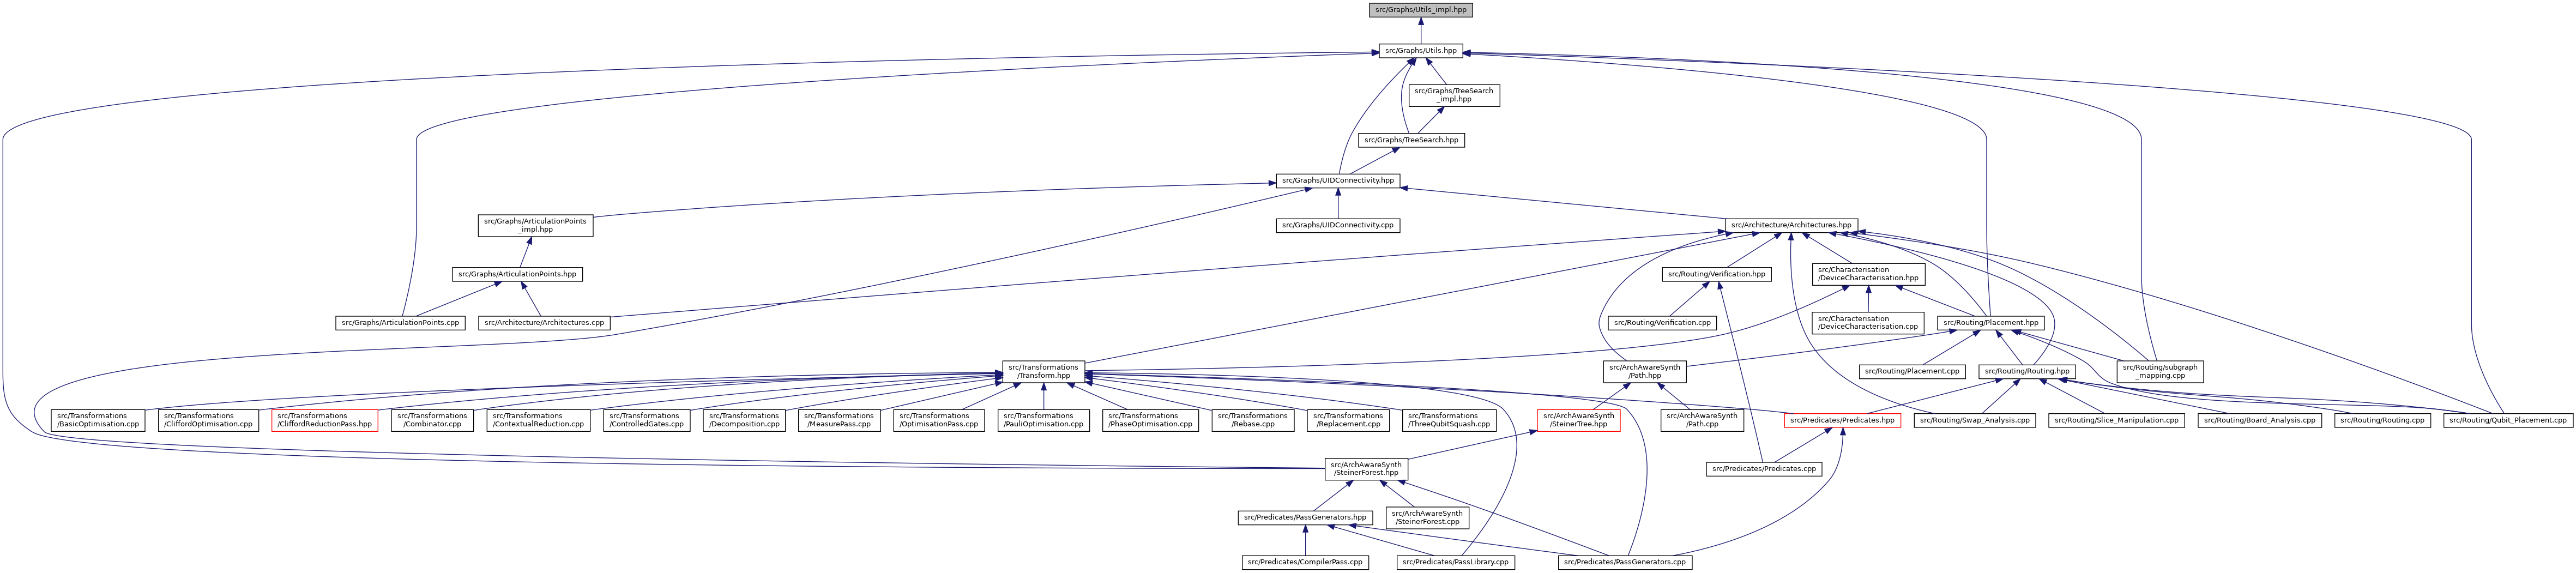 src/Graphs/Utils_impl.hpp
src/Graphs/Utils.hpp
src/Graphs/TreeSearch
_impl.hpp
src/Graphs/TreeSearch.hpp
src/Graphs/UIDConnectivity.hpp
src/Graphs/ArticulationPoints
_impl.hpp
src/Graphs/UIDConnectivity.cpp
src/Architecture/Architectures.hpp
src/Graphs/ArticulationPoints.hpp
src/Routing/Verification.hpp
src/Characterisation
/DeviceCharacterisation.hpp
src/Graphs/ArticulationPoints.cpp
src/Architecture/Architectures.cpp
src/Routing/Verification.cpp
src/Characterisation
/DeviceCharacterisation.cpp
src/Routing/Placement.hpp
src/Transformations
/Transform.hpp
src/ArchAwareSynth
/Path.hpp
src/Routing/Placement.cpp
src/Routing/Routing.hpp
src/Routing/subgraph
_mapping.cpp
src/Transformations
/BasicOptimisation.cpp
src/Transformations
/CliffordOptimisation.cpp
src/Transformations
/CliffordReductionPass.hpp
src/Transformations
/Combinator.cpp
src/Transformations
/ContextualReduction.cpp
src/Transformations
/ControlledGates.cpp
src/Transformations
/Decomposition.cpp
src/Transformations
/MeasurePass.cpp
src/Transformations
/OptimisationPass.cpp
src/Transformations
/PauliOptimisation.cpp
src/Transformations
/PhaseOptimisation.cpp
src/Transformations
/Rebase.cpp
src/Transformations
/Replacement.cpp
src/Transformations
/ThreeQubitSquash.cpp
src/ArchAwareSynth
/SteinerTree.hpp
src/ArchAwareSynth
/Path.cpp
src/Predicates/Predicates.hpp
src/Routing/Swap_Analysis.cpp
src/Routing/Slice_Manipulation.cpp
src/Routing/Board_Analysis.cpp
src/Routing/Routing.cpp
src/Routing/Qubit_Placement.cpp
src/ArchAwareSynth
/SteinerForest.hpp
src/Predicates/Predicates.cpp
src/Predicates/PassGenerators.hpp
src/ArchAwareSynth
/SteinerForest.cpp
src/Predicates/CompilerPass.cpp
src/Predicates/PassLibrary.cpp
src/Predicates/PassGenerators.cpp